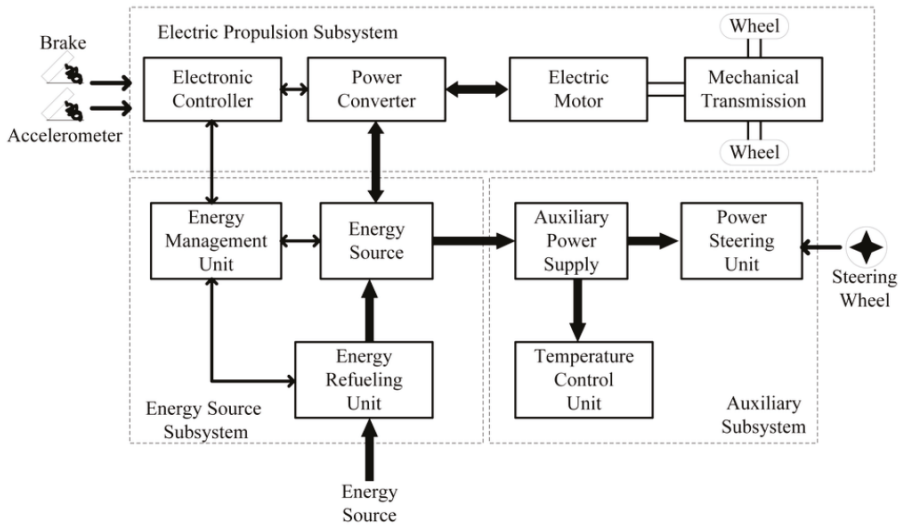 Electric Propulsion Subsystem
Wheel
Brake
Electronic
Controller
Power
Converter
Electric
Motor
Mechanical
Transmission
Accelerometer
Wheel
Energy
Management
Unit
Energy
Source
Auxiliary
Power
Supply
Power
Steering
Unit
Steering
Wheel
Energy
Refueling
Unit
Temperature
Control
Unit
Energy Source
Subsystem
Auxiliary
Subsystem
Energy
Source